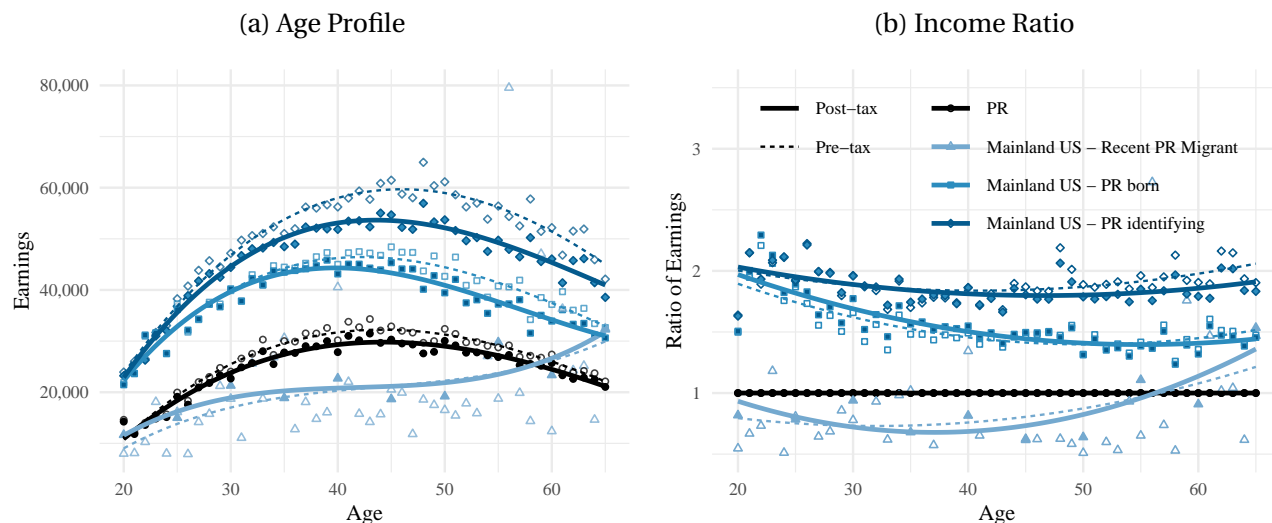 (a) Age Profile
80,000
60,000
40,000
20,000
Earnings
20 30 40 50 60
Age
(b) Income Ratio
Post−tax
Pre−tax
PR
Mainland US − Recent PR Migrant
Mainland US − PR born
Mainland US − PR identifying
3
2
1
Ratio of Earnings
20 30 40 50 60
Age